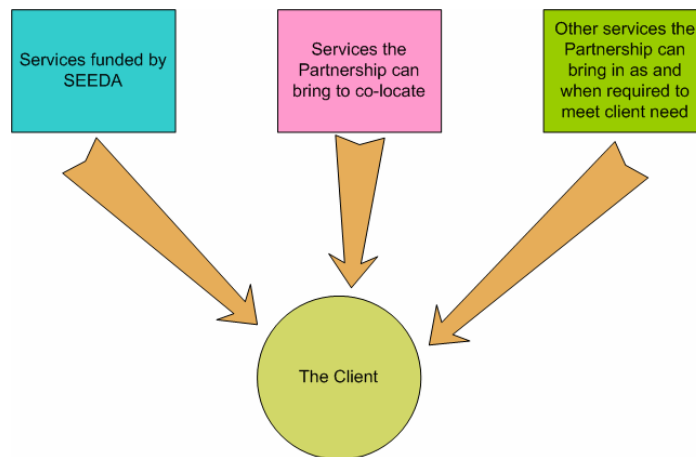 Services funded by
SEEDA
Services the
Partnership can
bring to co-locate
Other services the
Partnership can
bring in as and
when required to
meet client need
The Client